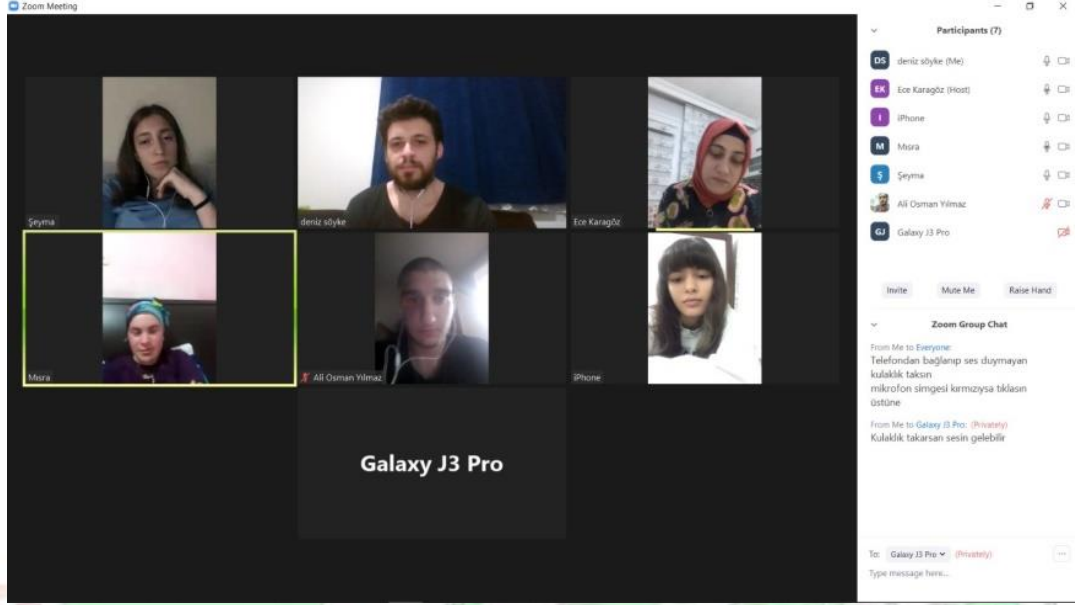 Zoom Meeting
Şeyma
deniz söyke
Ece Karagöz
Mısra
Ali Osman Yılmaz
iPhone
Galaxy J3 Pro
Participants (7)
DS deniz söyke (Me)
EK Ece Karagöz (Host)
I iPhone
M Mısra
Ş Şeyma
Ali Osman Yılmaz
GJ Galaxy J3 Pro
Invite Mute Me Raise Hand
Zoom Group Chat
From Me to Everyone:
Telefondan bağlanıp ses duymayan
kulaklık taksın
mikrofon simgesi kırmızıysa tıklasın
üstüne
From Me to Galaxy J3 Pro: (Privately)
Kulaklık takarsan sesin gelebilir
To: Galaxy J3 Pro (Privately)
Type message here...